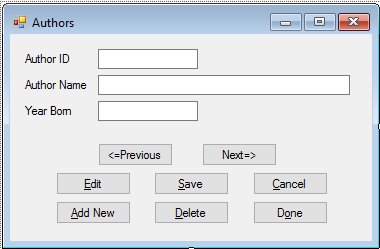 Authors
Author ID
Author Name
Year Born
<=Previous Next=>
Edit Save Cancel
Add New Delete Done